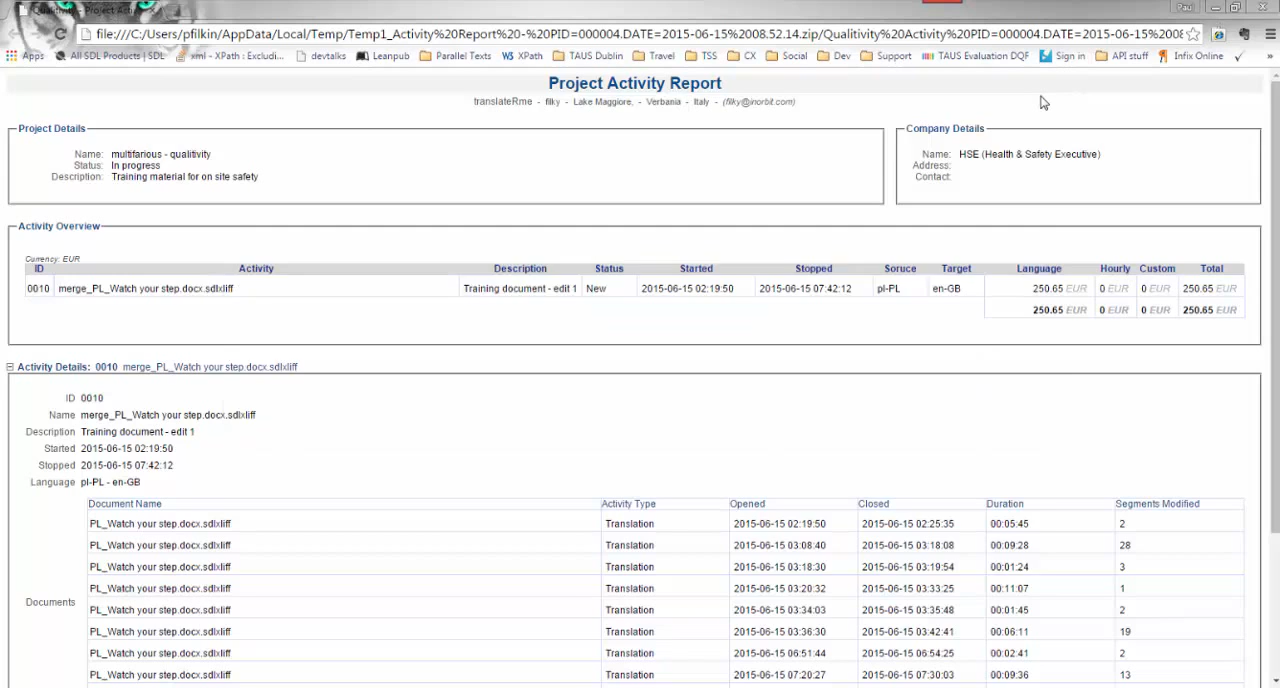 Qualitivity - Project Activ
Paul
file:///C:/Users/pfilkin/AppData/Local/Temp/Temp1_Activity%20Report%20-%20PID=000004.DATE=2015-06-15%2008.52.14.zip/Qualitivity%20Activity%20PID=000004.DATE=2015-06-15%2008
Apps All SDL Products | SDL xml - XPath : Excludi... devtalks Leanpub Parallel Texts XPath TAUS Dublin Travel TSS CX Social Dev Support TAUS Evaluation DQF Sign in API stuff Infix Online »
Project Activity Report
translateRme - filky - Lake Maggiore, - Verbania - Italy - (filky@inorbit.com)
Project Details
Name: multifarious - qualitivity
Status: In progress
Description: Training material for on site safety
Company Details
Name: HSE (Health & Safety Executive)
Address:
Contact:
Activity Overview
Currency: EUR
ID Activity Description Status Started Stopped Soruce Target Language Hourly Custom Total
0010 merge_PL_Watch your step.docx.sdlxliff Training document - edit 1 New 2015-06-15 02:19:50 2015-06-15 07:42:12 pl-PL en-GB 250.65 EUR 0 EUR 0 EUR 250.65 EUR
250.65 EUR 0 EUR 0 EUR 250.65 EUR
Activity Details: 0010 merge_PL_Watch your step.docx.sdlxliff
ID 0010
Name merge_PL_Watch your step.docx.sdlxliff
Description Training document - edit 1
Started 2015-06-15 02:19:50
Stopped 2015-06-15 07:42:12
Language pl-PL - en-GB
Document Name Activity Type Opened Closed Duration Segments Modified
PL_Watch your step.docx.sdlxliff Translation 2015-06-15 02:19:50 2015-06-15 02:25:35 00:05:45 2
PL_Watch your step.docx.sdlxliff Translation 2015-06-15 03:08:40 2015-06-15 03:18:08 00:09:28 28
PL_Watch your step.docx.sdlxliff Translation 2015-06-15 03:18:30 2015-06-15 03:19:54 00:01:24 3
PL_Watch your step.docx.sdlxliff Translation 2015-06-15 03:20:32 2015-06-15 03:33:25 00:11:07 1
Documents
PL_Watch your step.docx.sdlxliff Translation 2015-06-15 03:34:03 2015-06-15 03:35:48 00:01:45 2
PL_Watch your step.docx.sdlxliff Translation 2015-06-15 03:36:30 2015-06-15 03:42:41 00:06:11 19
PL_Watch your step.docx.sdlxliff Translation 2015-06-15 06:51:44 2015-06-15 06:54:25 00:02:41 2
PL_Watch your step.docx.sdlxliff Translation 2015-06-15 07:20:27 2015-06-15 07:30:03 00:09:36 13